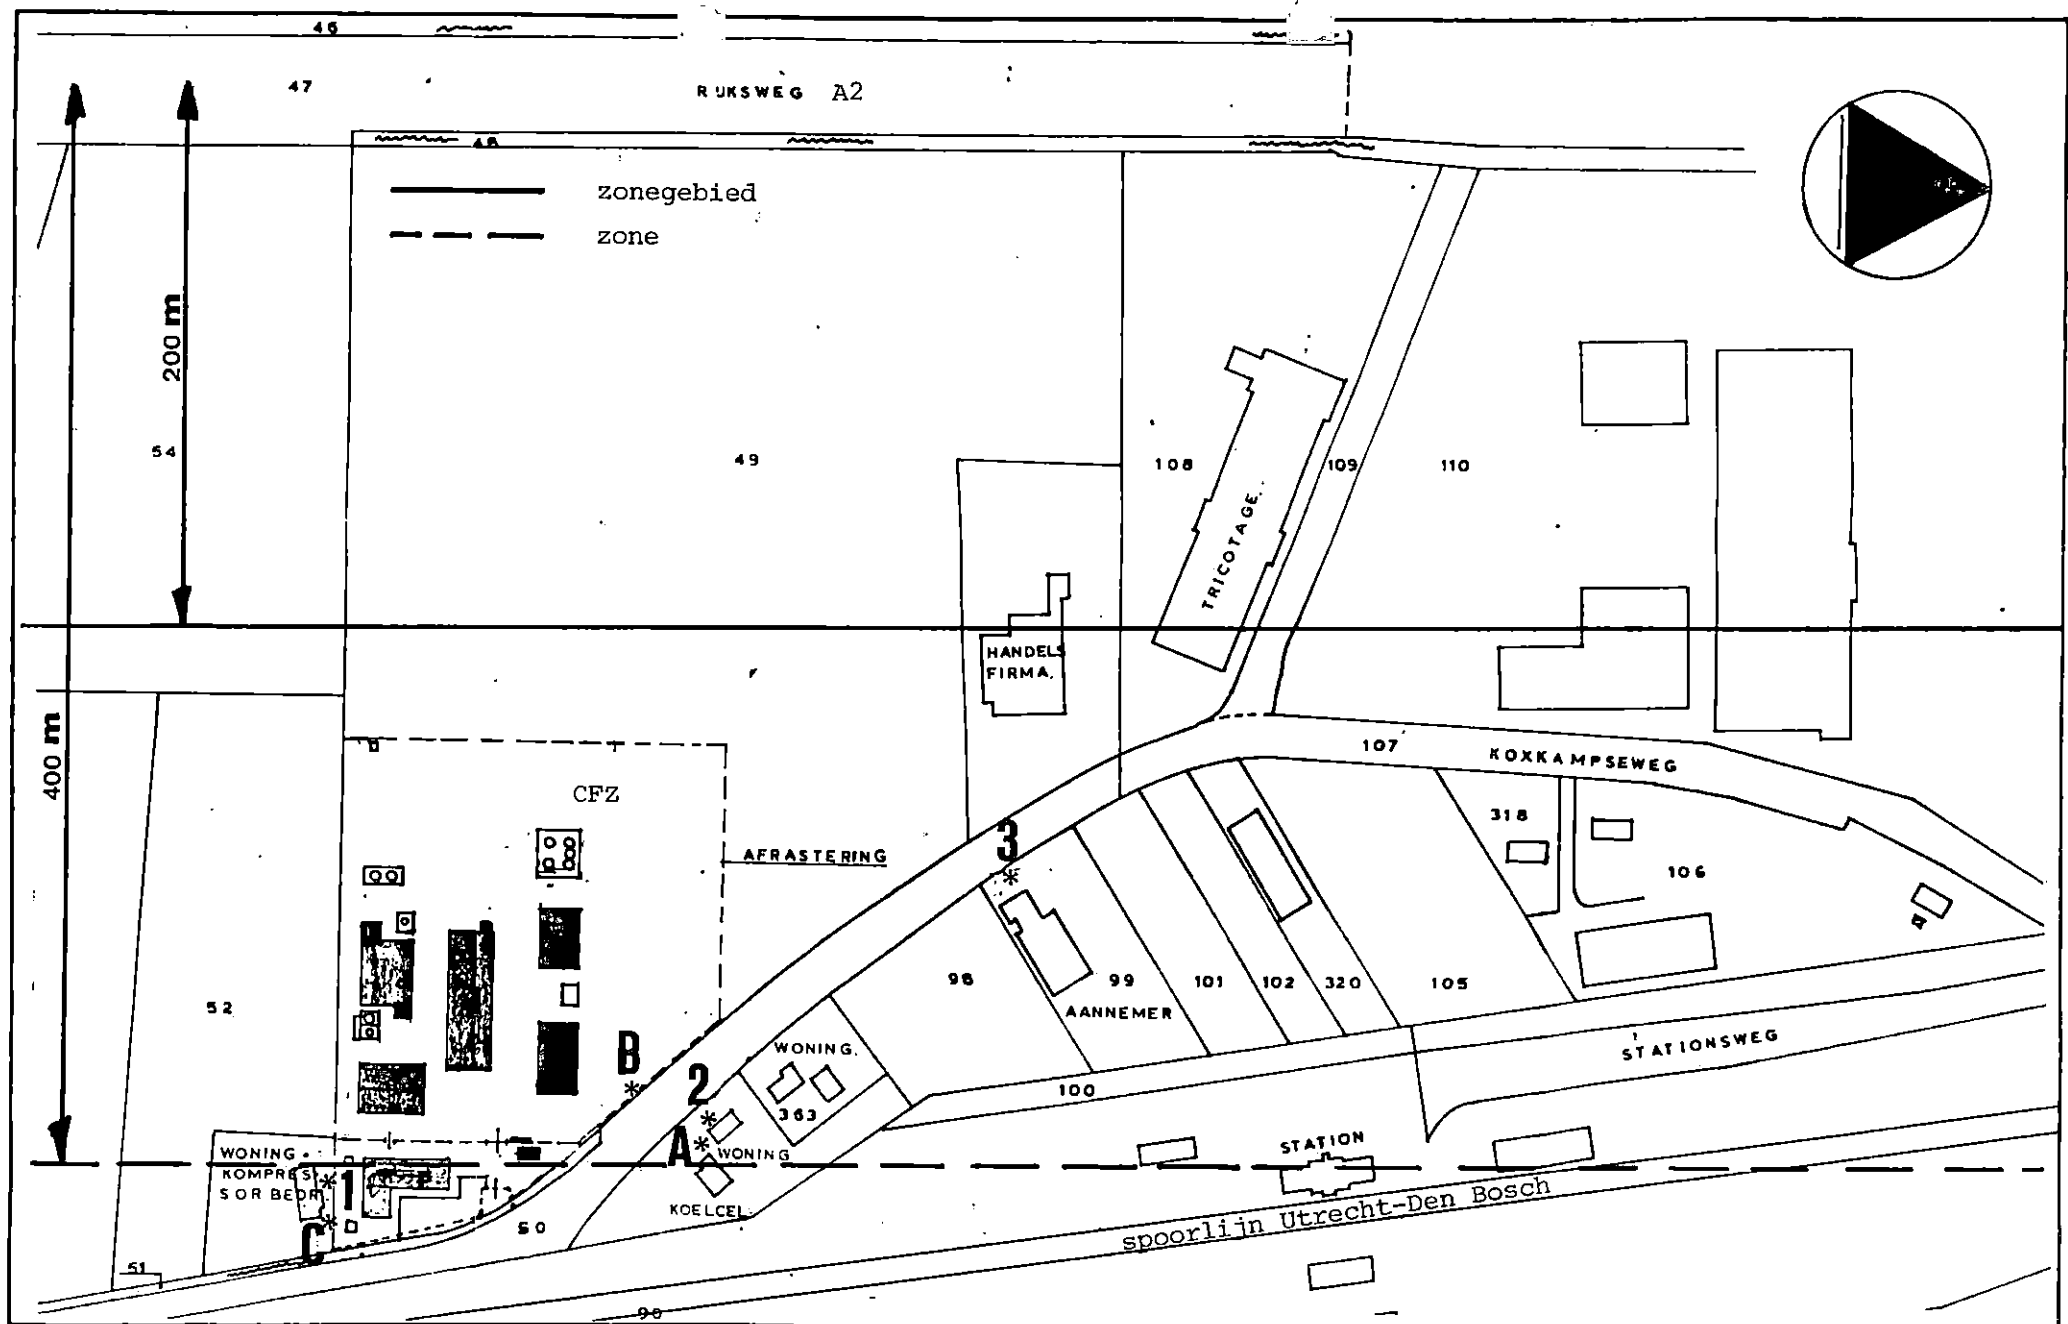 46
47
RIJKSWEG A2
48
zonegebied
zone
200 m
54
49
108
109
110
TRICOTAGE.
HANDELS
FIRMA.
400 m
107
KOXKAMPSEWEG
CFZ
318
3
AFRASTERING
106
52
98
99
101
102
320
105
AANNEMER
B
2
WONING.
STATIONSWEG
100
363
A
WONING
STATION
WONING
KOMPRES
SOR BEDR
1
KOELCEL
50
C
spoorlijn Utrecht-Den Bosch
51
90